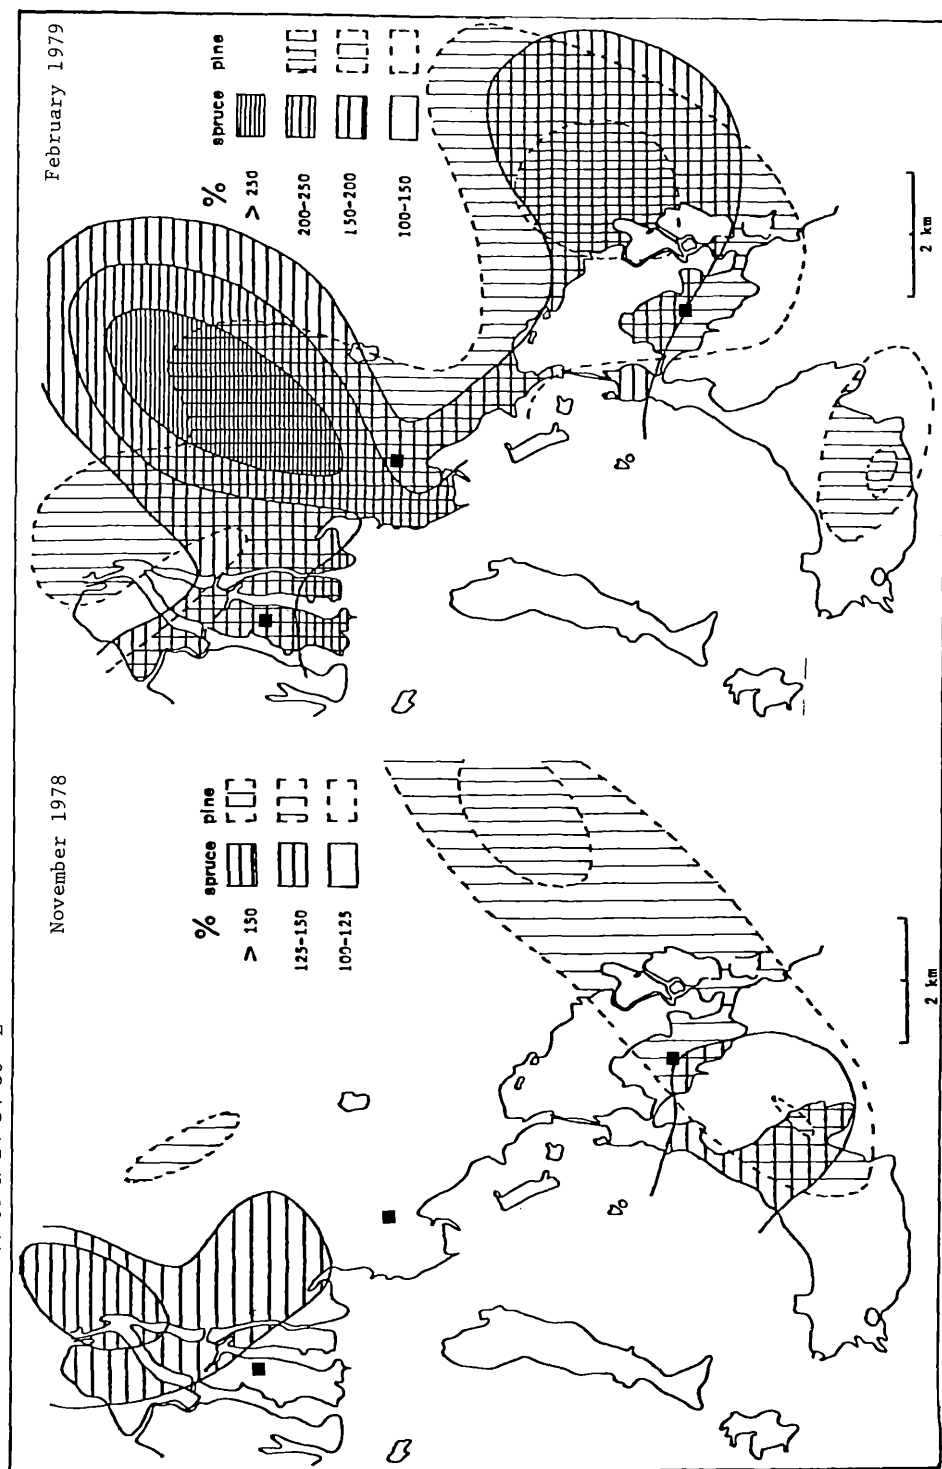 November 1978
% spruce pine
> 150
125-150
100-125
2 km
February 1979
% spruce pine
> 250
200-250
150-200
100-150
2 km